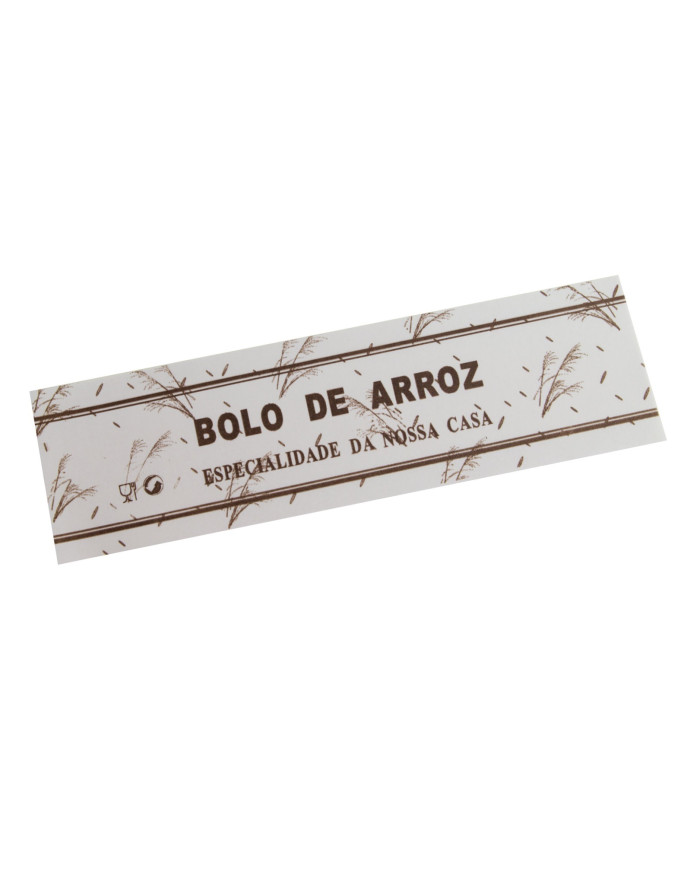 BOLO DE ARROZ
ESPECIALIDADE DA NOSSA CASA